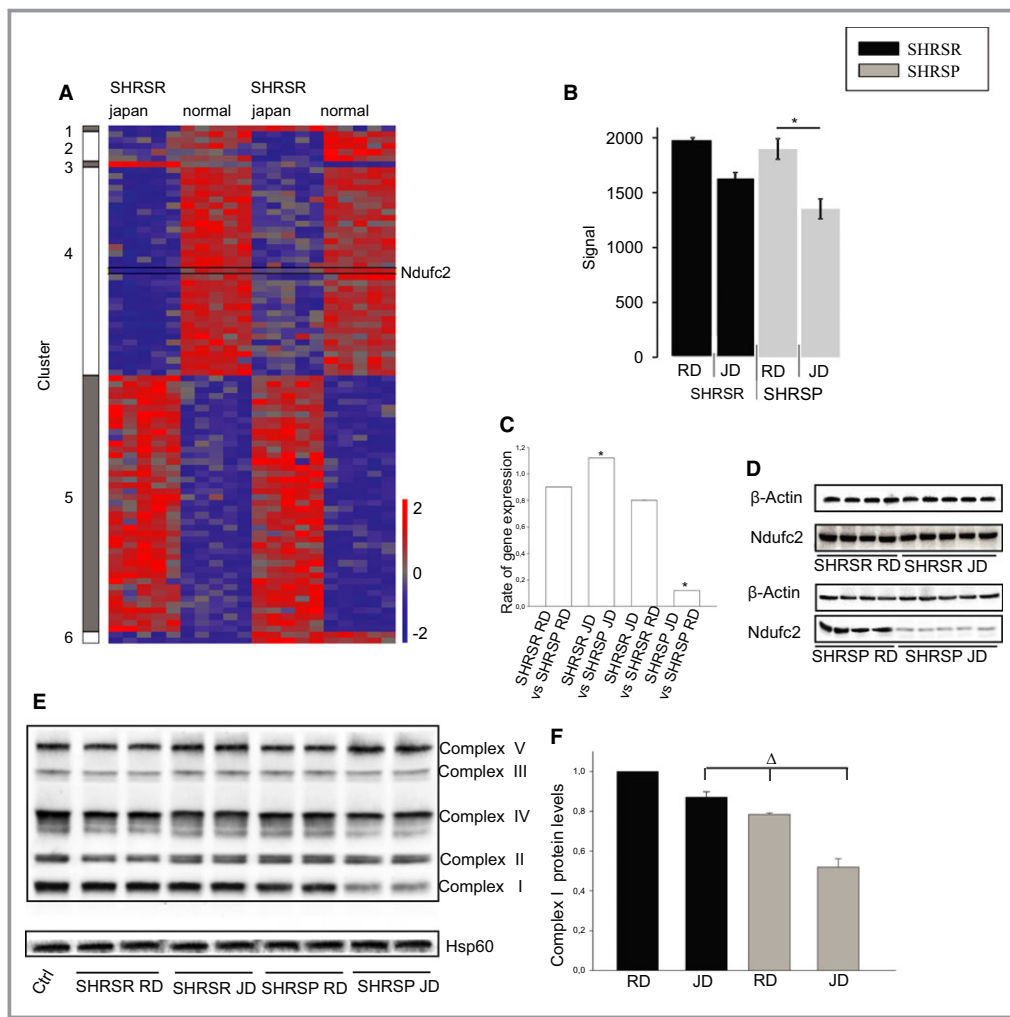 SHRSR
SHRSP
A
SHRSR SHRSR
japan normal japan normal
1
2
3
4
5
6
Cluster
Ndufc2
2
0
-2
B
*
2000
1500
1000
500
0
Signal
RD JD RD JD
SHRSR SHRSP
C
1,2
1,0
0,8
0,6
0,4
0,2
0,0
Rate of gene expression
*
*
SHRSR RD
vs SHRSP RD
SHRSR JD
vs SHRSP JD
SHRSR JD
vs SHRSR RD
SHRSP JD
vs SHRSP RD
D
β-Actin
Ndufc2
SHRSR RD SHRSR JD
β-Actin
Ndufc2
SHRSP RD SHRSP JD
E
Complex V
Complex III
Complex IV
Complex II
Complex I
Hsp60
Ctrl SHRSR RD SHRSR JD SHRSP RD SHRSP JD
F
Δ
1,0
0,8
0,6
0,4
0,2
0,0
Complex I protein levels
RD JD RD JD